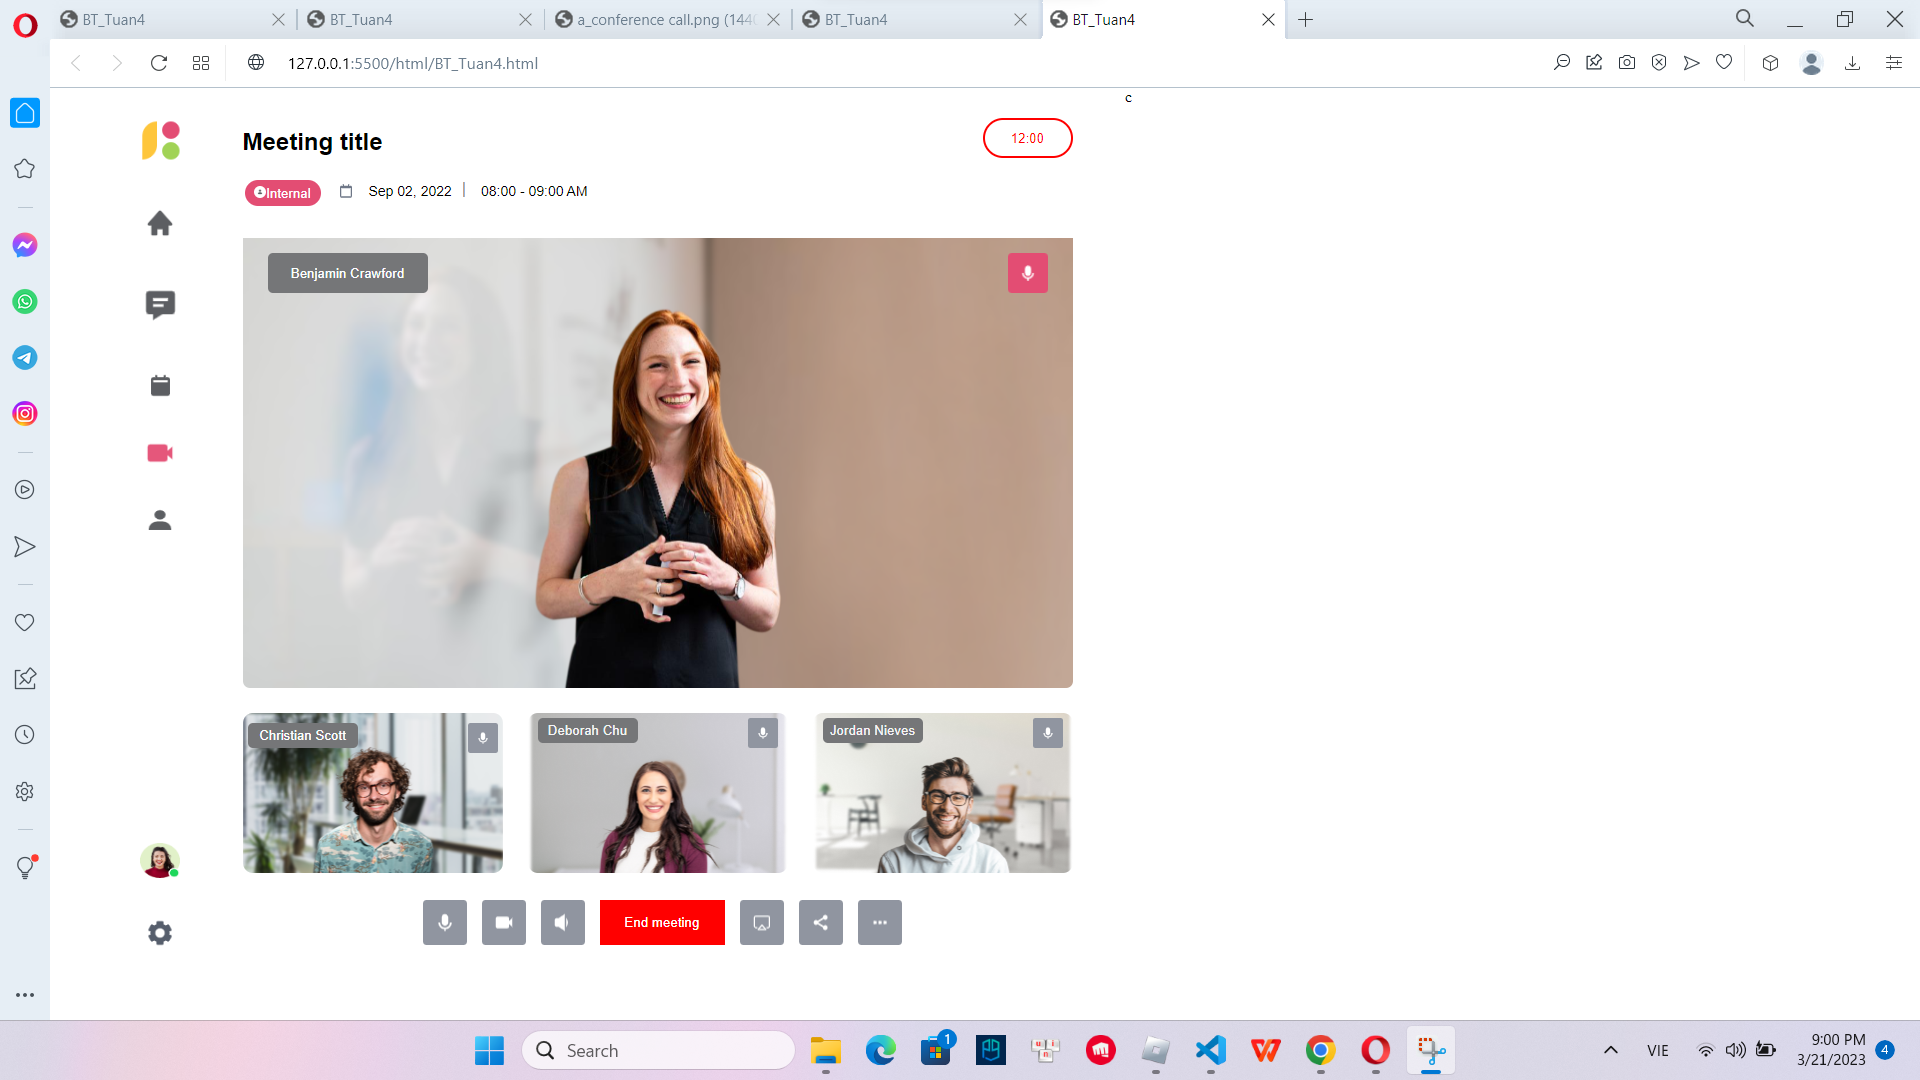 BT_Tuan4
BT_Tuan4
a_conference call.png (144
BT_Tuan4
BT_Tuan4
127.0.0.1:5500/html/BT_Tuan4.html
c
Meeting title
12:00
Internal
Sep 02, 2022
08:00 - 09:00 AM
Benjamin Crawford
Christian Scott
Deborah Chu
Jordan Nieves
End meeting
Search
1
VIE
9:00 PM
3/21/2023
4